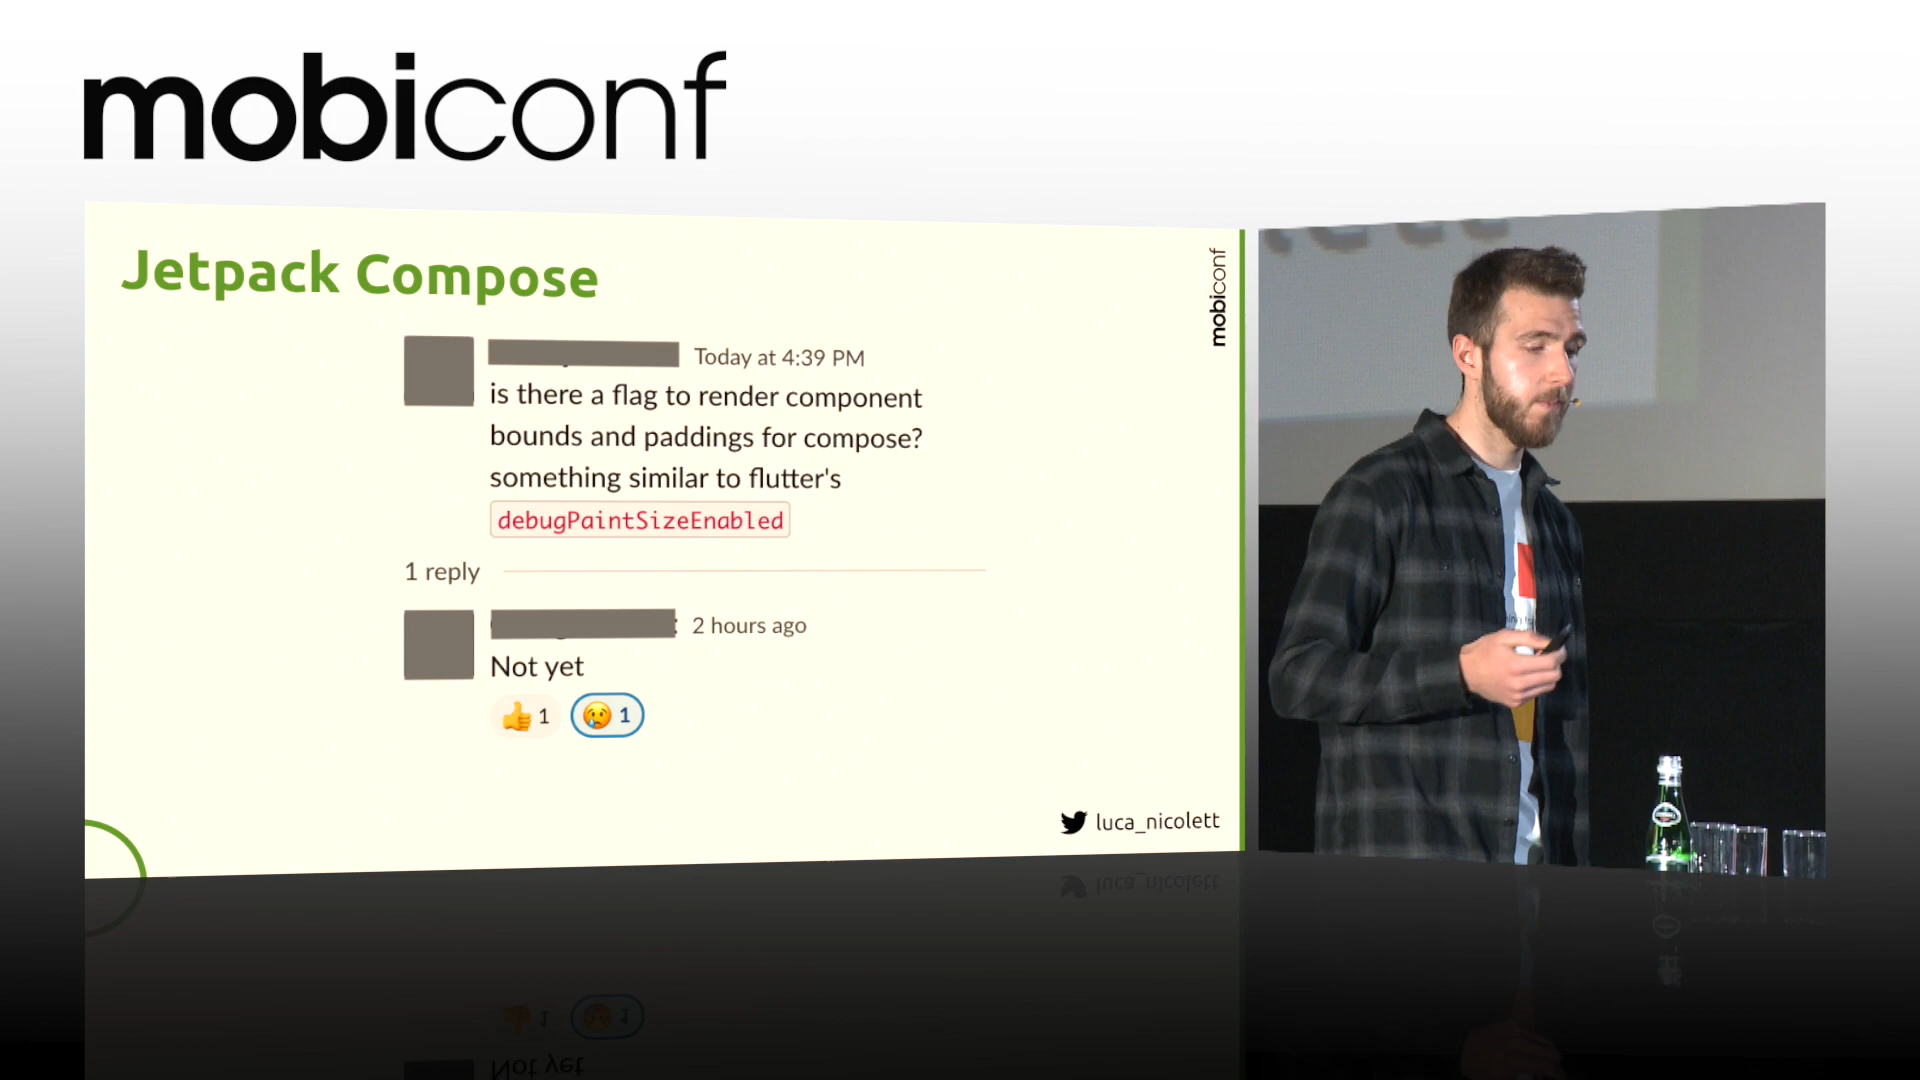 mobiconf
Jetpack Compose
mobiconf
Today at 4:39 PM
is there a flag to render component
bounds and paddings for compose?
something similar to flutter's
debugPaintSizeEnabled
1 reply
2 hours ago
Not yet
👍 1 😢 1
luca_nicolett